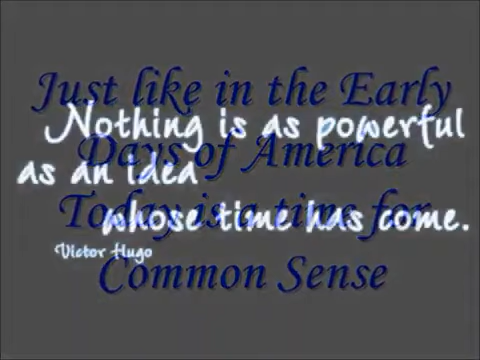 Just like in the Early
Nothing is as powerful
Days of America
as an idea
Today is a time for
whose time has come.
Victor Hugo
Common Sense